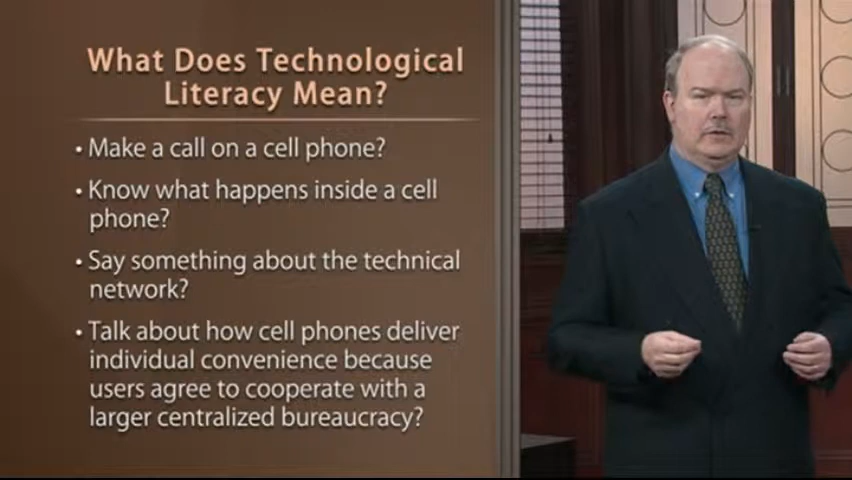 What Does Technological
Literacy Mean?
• Make a call on a cell phone?
• Know what happens inside a cell
phone?
• Say something about the technical
network?
• Talk about how cell phones deliver
individual convenience because
users agree to cooperate with a
larger centralized bureaucracy?